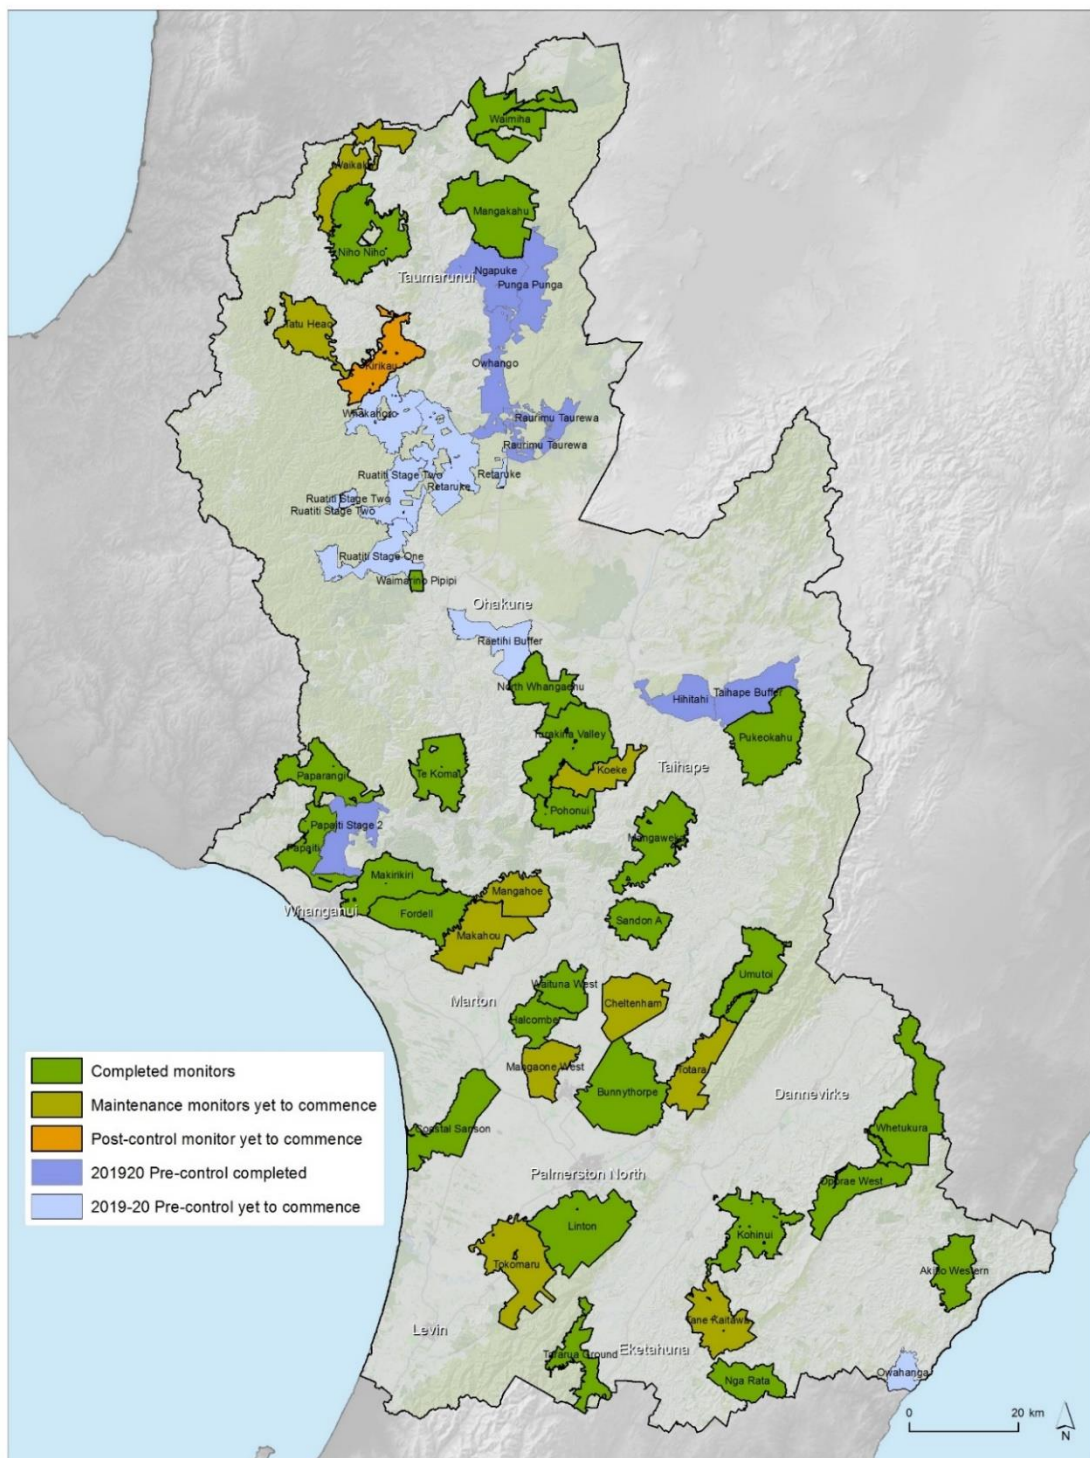 Waimiha
Waikaka
Mangakahu
Niho Niho
Taumarunui
Ngapuke
Punga Punga
Tatu Heao
Kirikau
Owhango
Whakahoro
Raurimu Taurewa
Raurimu Taurewa
Ruatiti Stage Two
Retaruke
Retaruke
Ruatiti Stage Two
Ruatiti Stage Two
Ruatiti Stage One
Waimarino Pipipi
Ohakune
Raetihi Buffer
North Whangaehu
Hihitahi
Taihape Buffer
Turakina Valley
Pukeokahu
Paparangi
Te Komai
Koeke
Taihape
Pohonui
Papaiti Stage 2
Papaiti
Mangaweka
Makirikiri
Mangahoe
Whanganui
Fordell
Sandon A
Makahou
Umutoi
Waituna West
Marton
Cheltenham
Halcombe
Mangaone West
Totara
Bunnythorpe
Dannevirke
Completed monitors
Maintenance monitors yet to commence
Post-control monitor yet to commence
201920 Pre-control completed
2019-20 Pre-control yet to commence
Coastal Sanson
Whetukura
Palmerston North
Oporae West
Linton
Kohinui
Tokomaru
Akitio Western
Levin
Tane Kaitawa
Tararua Ground
Eketahuna
Nga Rata
Owahanga
0 20 km
N